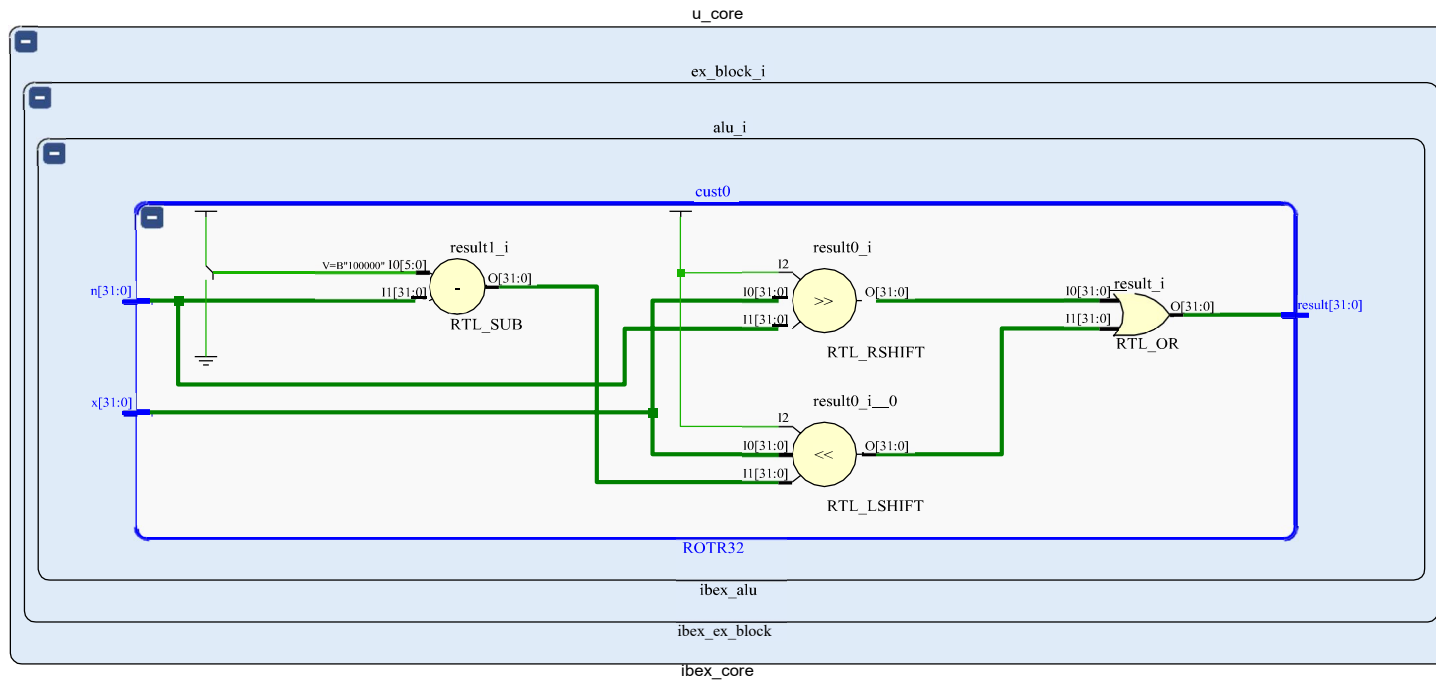 u_core
ex_block_i
alu_i
cust0
result1_i
result0_i
V=B"100000" I0[5:0]
I2
O[31:0]
n[31:0]
I1[31:0]
-
I0[31:0]
>>
O[31:0]
I0[31:0]
result_i
O[31:0]
result[31:0]
RTL_SUB
I1[31:0]
I1[31:0]
RTL_OR
RTL_RSHIFT
x[31:0]
result0_i__0
I2
I0[31:0]
<<
O[31:0]
I1[31:0]
RTL_LSHIFT
ROTR32
ibex_alu
ibex_ex_block
ibex_core